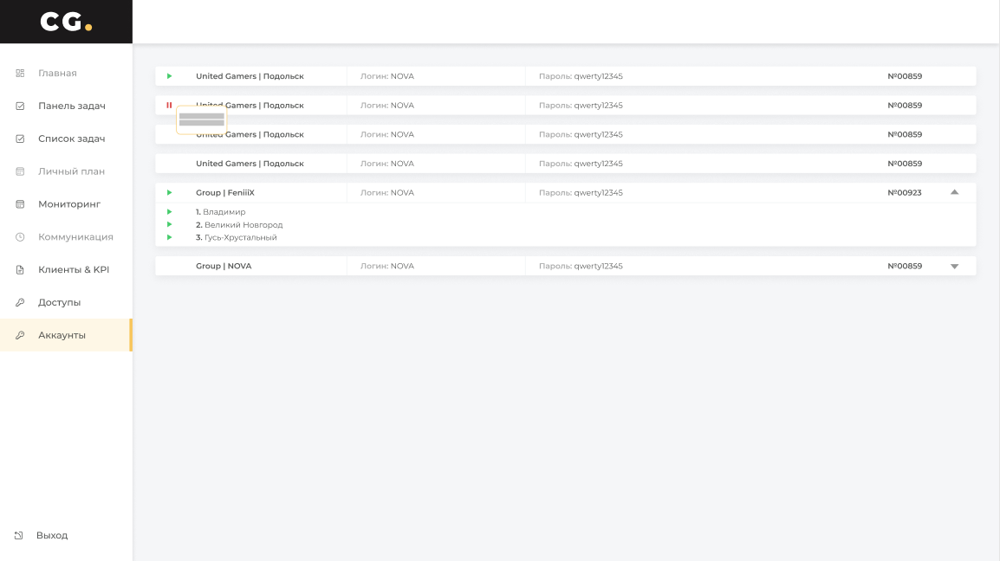 CG.
Главная
Панель задач
Список задач
Личный план
Мониторинг
Коммуникация
Клиенты & KPI
Доступы
Аккаунты
Выход
United Gamers | Подольск Логин: NOVA Пароль: qwerty12345 №00859
United Gamers | Подольск Логин: NOVA Пароль: qwerty12345 №00859
United Gamers | Подольск Логин: NOVA Пароль: qwerty12345 №00859
United Gamers | Подольск Логин: NOVA Пароль: qwerty12345 №00859
Group | FeniiiX Логин: NOVA Пароль: qwerty12345 №00923
1. Владимир
2. Великий Новгород
3. Гусь-Хрустальный
Group | NOVA Логин: NOVA Пароль: qwerty12345 №00859